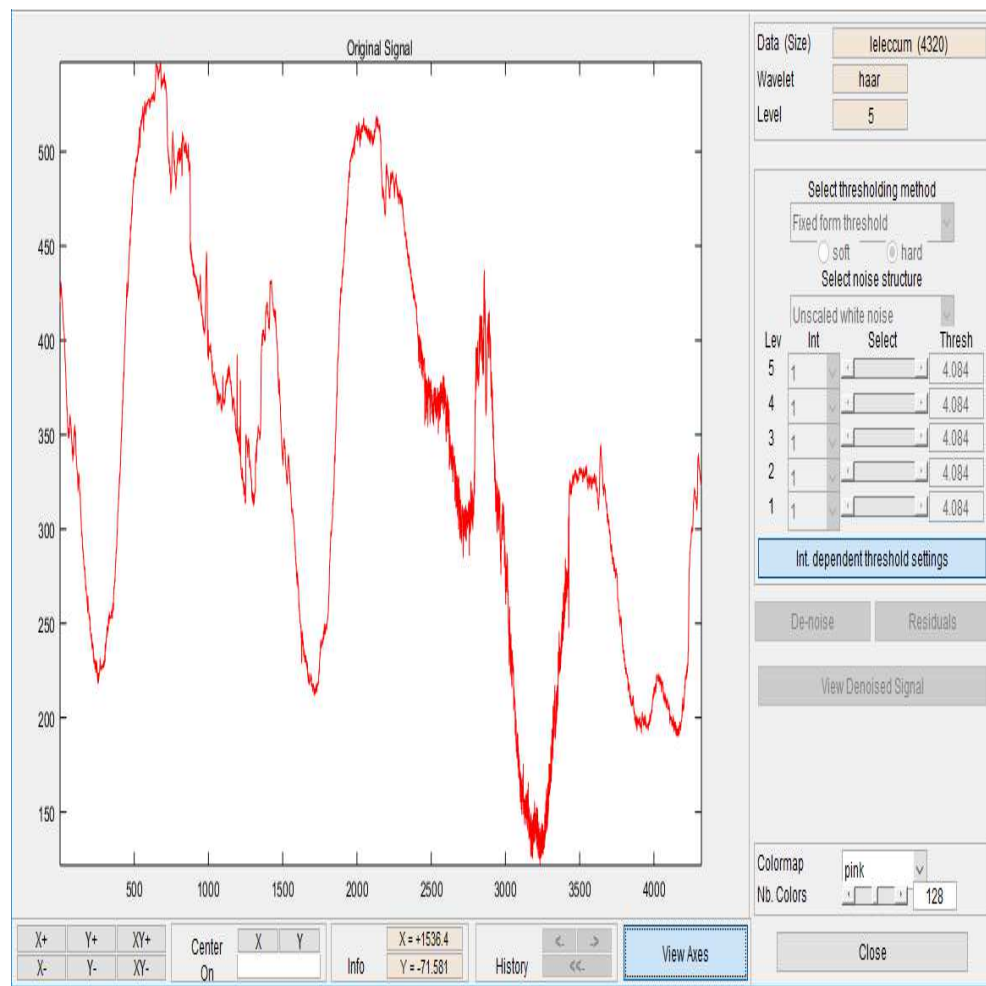 Original Signal
500
450
400
350
300
250
200
150
500
1000
1500
2000
2500
3000
3500
4000
Data (Size)
leleccum (4320)
Wavelet
haar
Level
5
Select thresholding method
Fixed form threshold
soft
hard
Select noise structure
Unscaled white noise
Lev Int Select Thresh
5 1 4.084
4 1 4.084
3 1 4.084
2 1 4.084
1 1 4.084
Int. dependent threshold settings
De-noise
Residuals
View Denoised Signal
Colormap
pink
Nb. Colors
128
X+ Y+ XY+
X- Y- XY-
Center
On
X Y
Info
X = +1536.4
Y = -71.581
History
<- ->
<<-
View Axes
Close